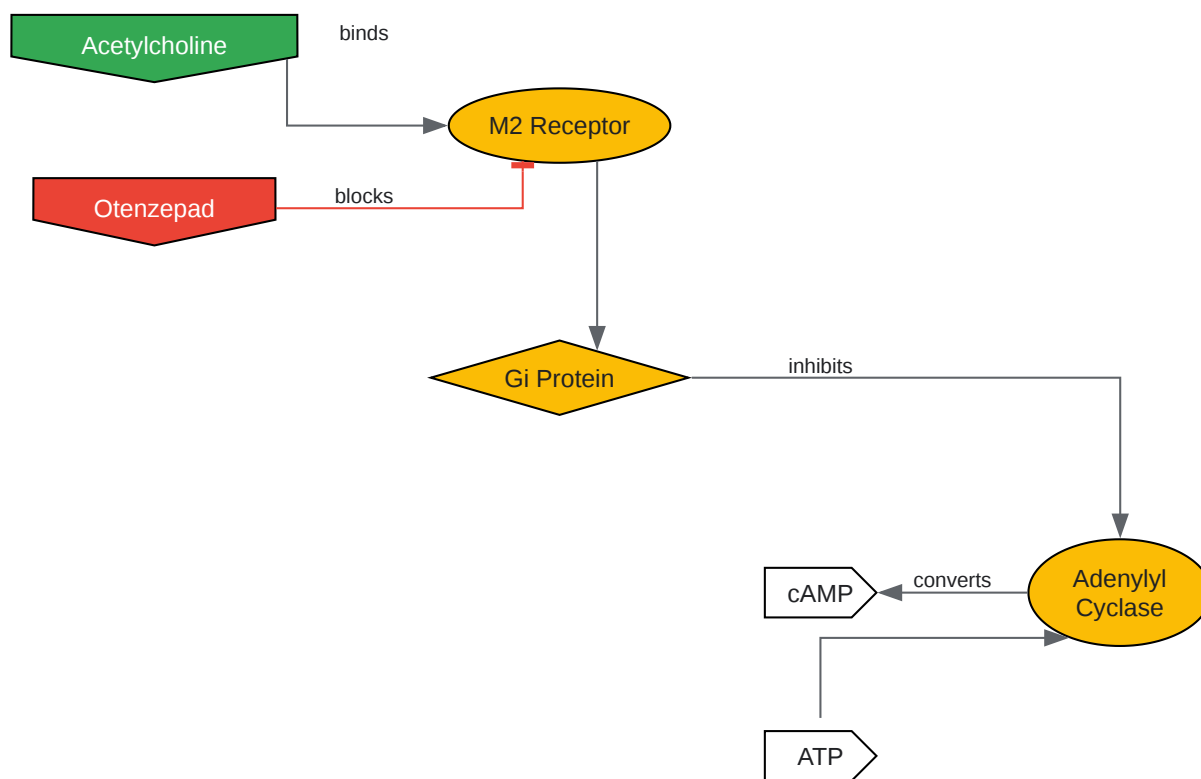 Acetylcholine
binds
M2 Receptor
Otenzepad
blocks
Gi Protein
inhibits
cAMP
converts
Adenylyl
Cyclase
ATP